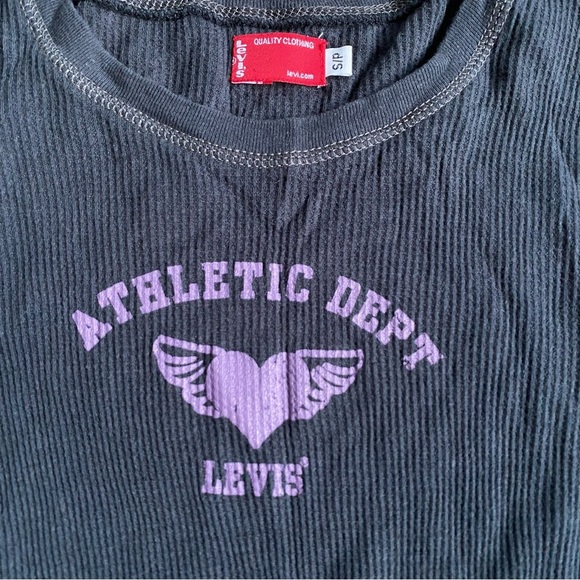 Levi's
®
QUALITY CLOTHING
levi.com
S/P
ATHLETIC DEPT
LEVIS®